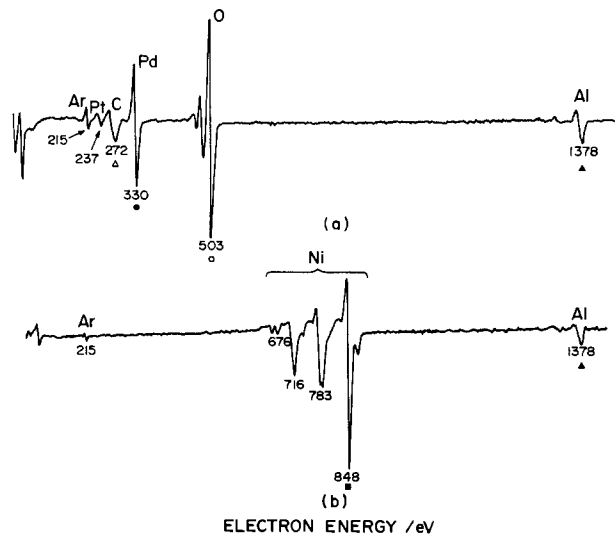 O
Pd
Ar Pt C
215 237 272
△
330
●
503
○
Al
1378
▲
(a)
Ni
Ar
215
676
716
783
848
■
Al
1378
▲
(b)
ELECTRON ENERGY /eV